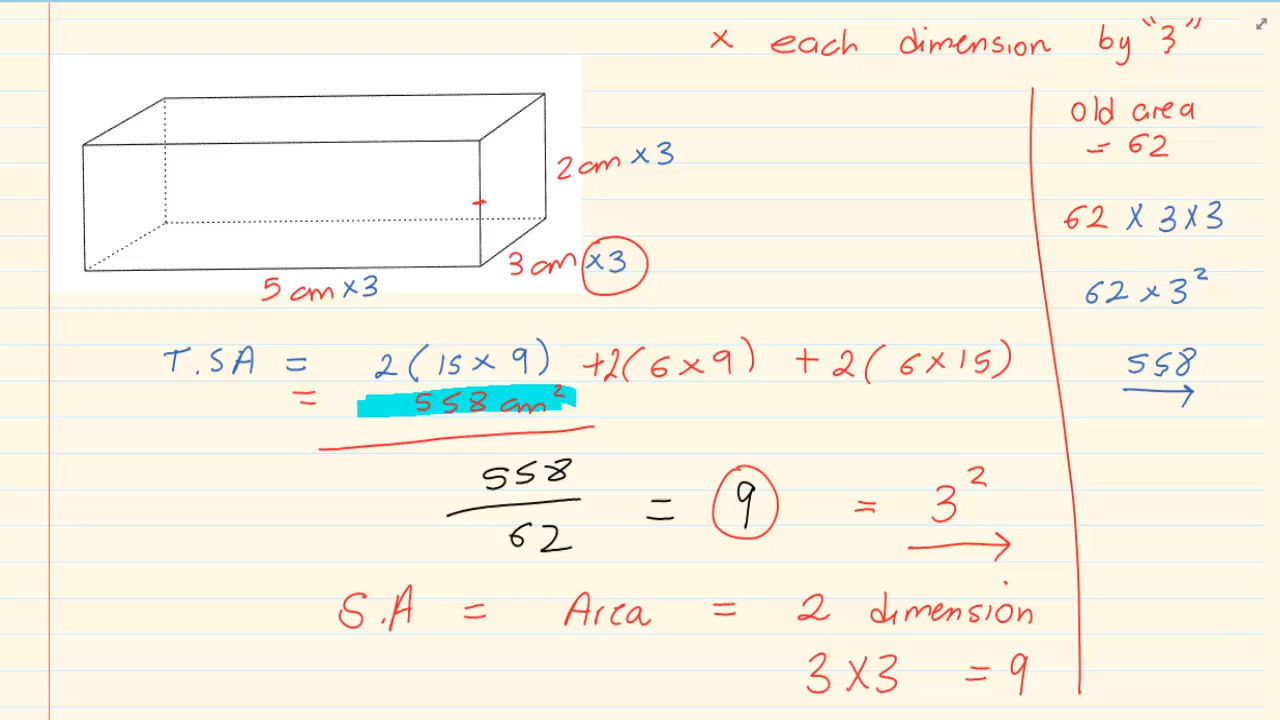 × each dimension by "3"
2 cm × 3
3 cm × 3
5 cm × 3
T.SA = 2(15 × 9) + 2(6 × 9) + 2(6 × 15)
= 558 cm²
558
62
= 9 = 3²
S.A = Area = 2 dimension
3 × 3 = 9
old area
= 62
62 × 3 × 3
62 × 3²
558